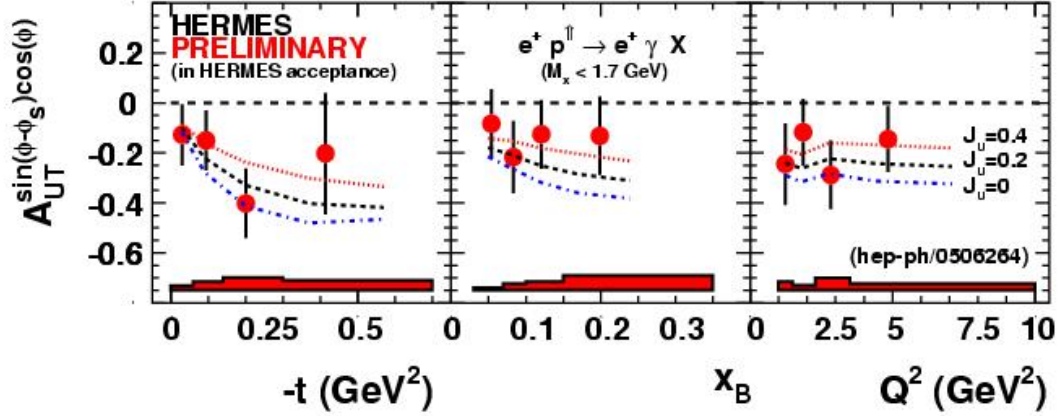 HERMES
PRELIMINARY
(in HERMES acceptance)
e⁺ p⇑ → e⁺ γ X
(Mₓ < 1.7 GeV)
A_UT^sin(ϕ-ϕ_s)cos(ϕ)
0.2
0
-0.2
-0.4
-0.6
J_u=0.4
J_u=0.2
J_u=0
(hep-ph/0506264)
0 0.25 0.5
0 0.1 0.2 0.3
0 2.5 5 7.5 10
-t (GeV²)
x_B
Q² (GeV²)